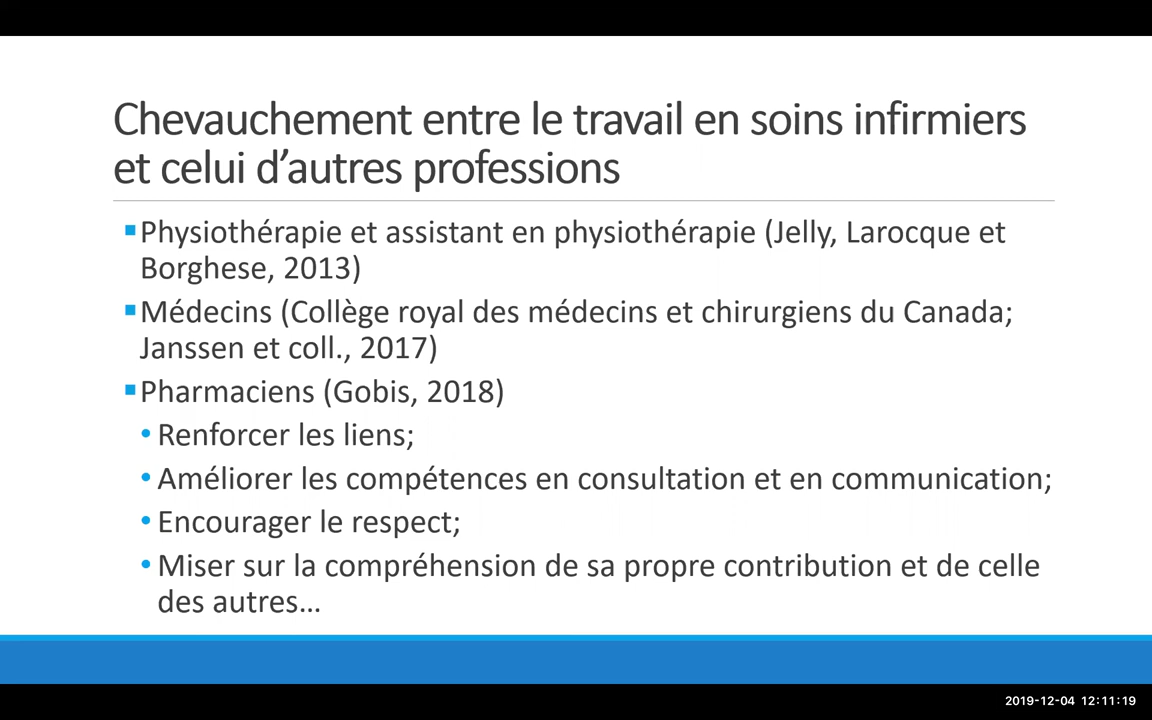 Chevauchement entre le travail en soins infirmiers
et celui d’autres professions
▪Physiothérapie et assistant en physiothérapie (Jelly, Larocque et
Borghese, 2013)
▪Médecins (Collège royal des médecins et chirurgiens du Canada;
Janssen et coll., 2017)
▪Pharmaciens (Gobis, 2018)
• Renforcer les liens;
• Améliorer les compétences en consultation et en communication;
• Encourager le respect;
• Miser sur la compréhension de sa propre contribution et de celle
des autres…
2019-12-04 12:11:19